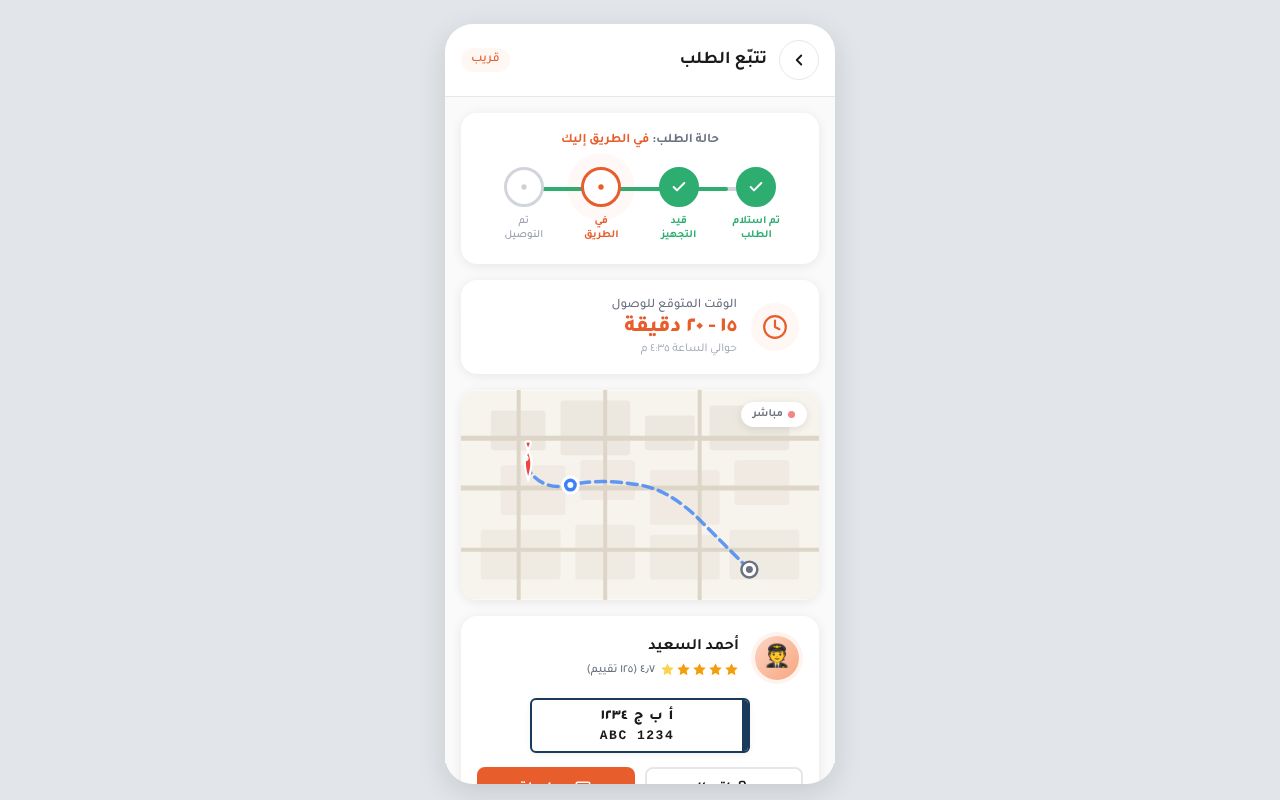 تتبّع الطلب
قريب
حالة الطلب: في الطريق إليك
تم استلام
الطلب
قيد
التجهيز
في
الطريق
تم
التوصيل
الوقت المتوقع للوصول
١٥ - ٢٠ دقيقة
حوالي الساعة ٤:٣٥ م
مباشر
أحمد السعيد
٤٫٧ (١٢٥ تقييم)
أ ب ج ١٢٣٤
ABC 1234